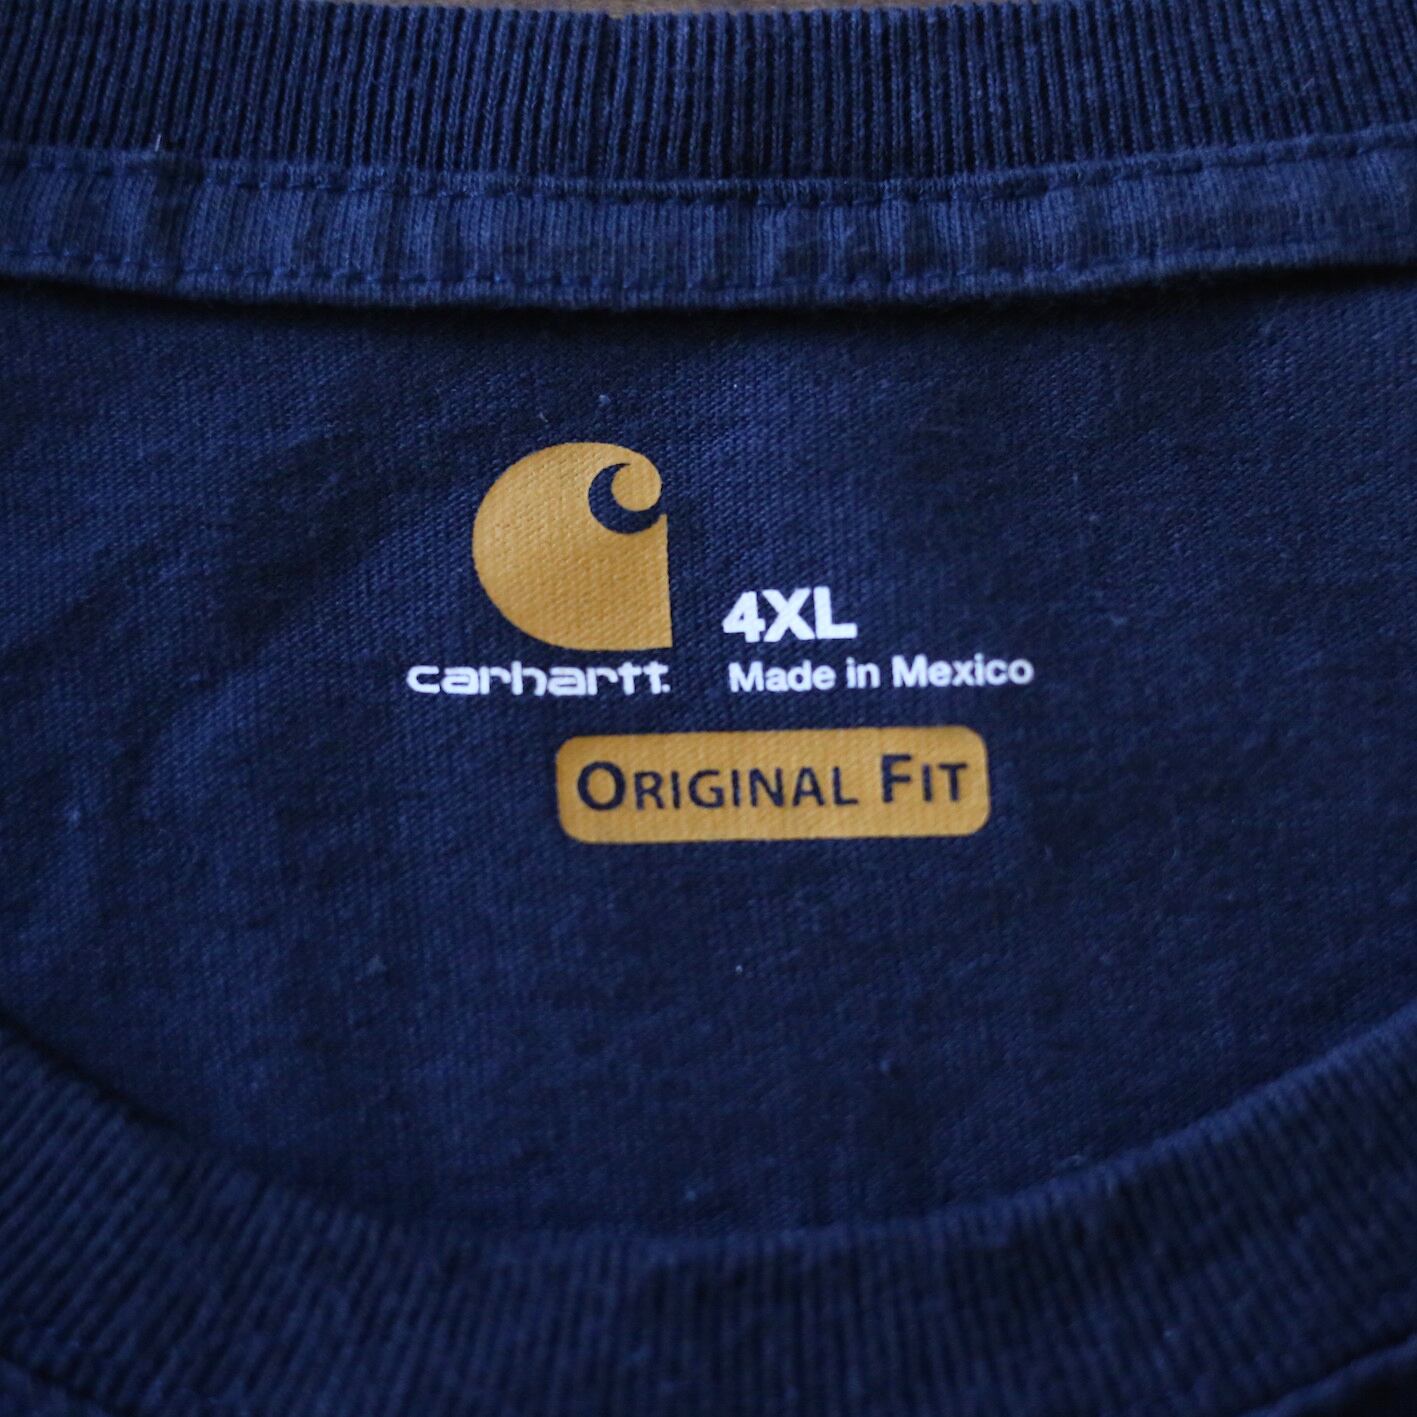 4XL
carhartt. Made in Mexico
ORIGINAL FIT